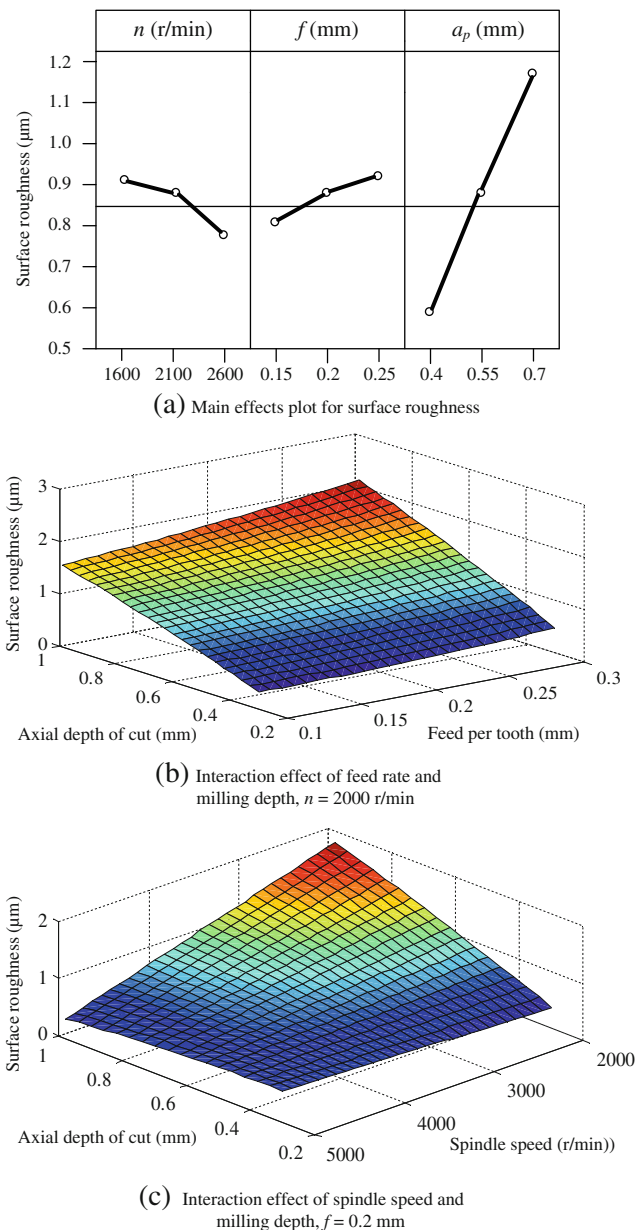 n (r/min) f (mm) a_p (mm)
Surface roughness (μm)
1.2
1.1
1.0
0.9
0.8
0.7
0.6
0.5
1600 2100 2600 0.15 0.2 0.25 0.4 0.55 0.7
(a) Main effects plot for surface roughness
Surface roughness (μm)
3
2
1
0
1 0.8 0.6 0.4 0.2
0.1 0.15 0.2 0.25 0.3
Axial depth of cut (mm)
Feed per tooth (mm)
(b) Interaction effect of feed rate and
milling depth, n = 2000 r/min
Surface roughness (μm)
2
1
0
1 0.8 0.6 0.4 0.2
5000 4000 3000 2000
Axial depth of cut (mm)
Spindle speed (r/min))
(c) Interaction effect of spindle speed and
milling depth, f = 0.2 mm